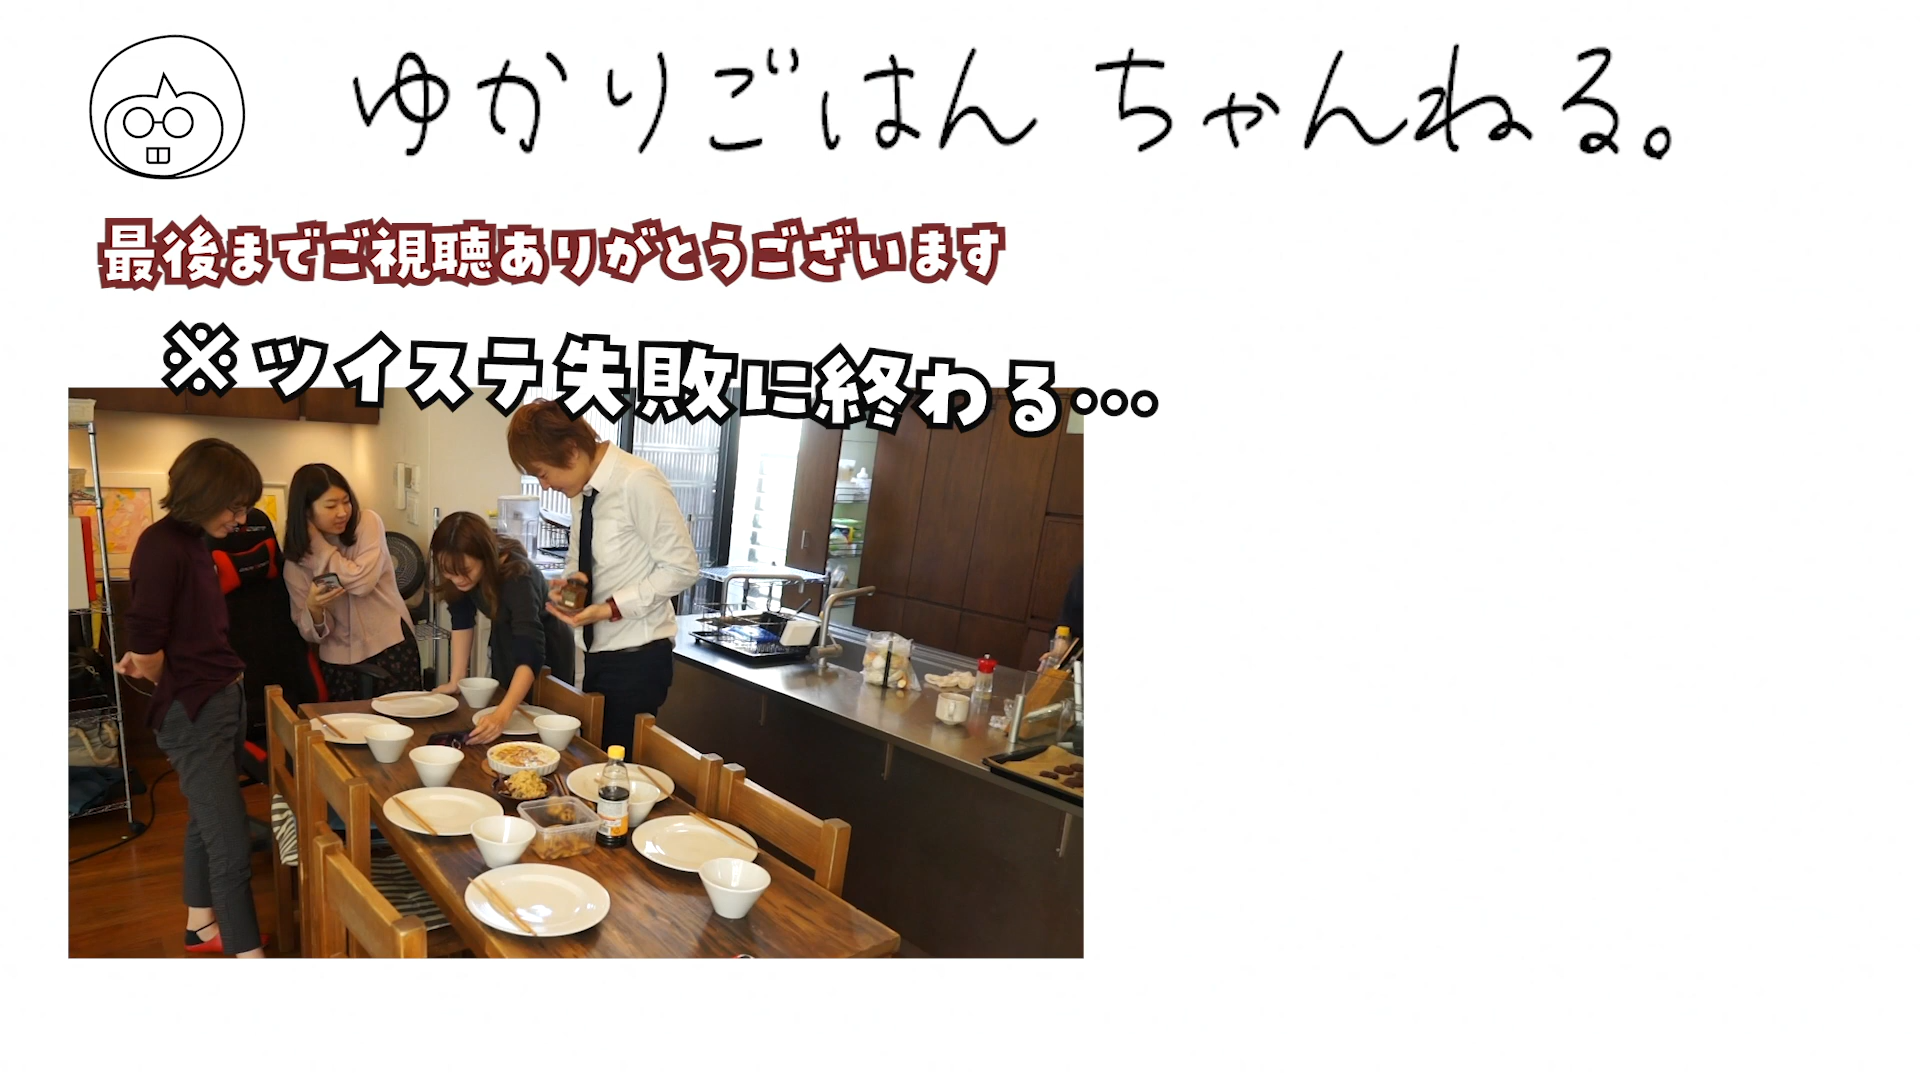 ゆかりごはん ちゃんねる。
最後までご視聴ありがとうございます
※ツイステ失敗に終わる…